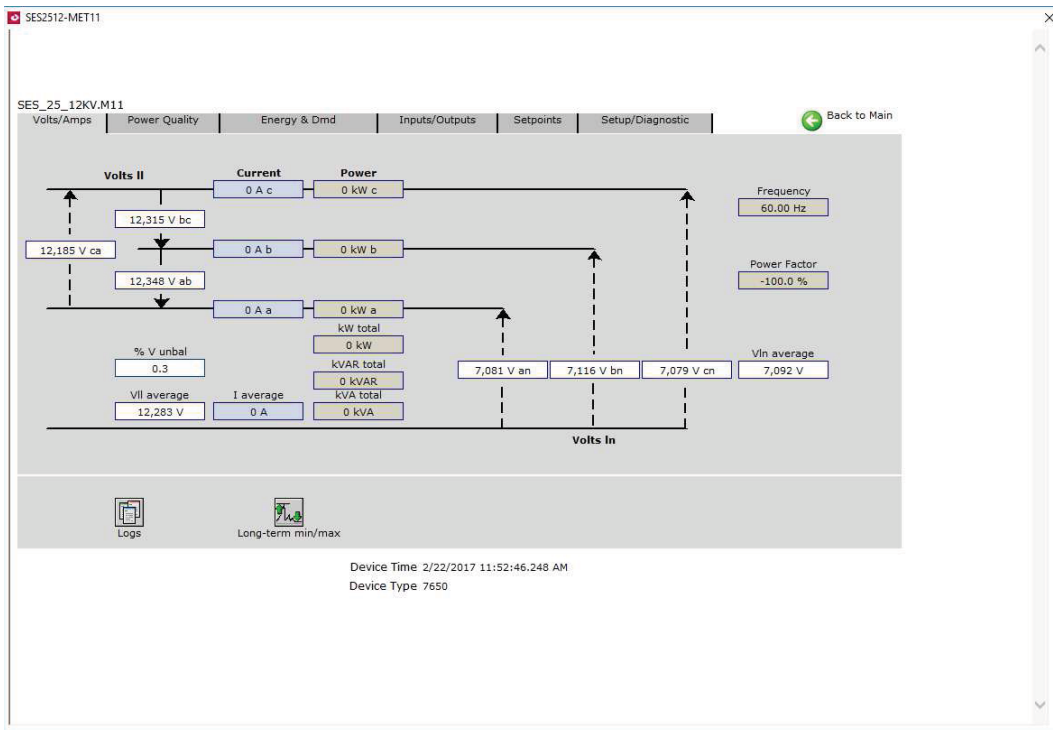 SES2512-MET11
SES_25_12KV.M11
Volts/Amps Power Quality Energy & Dmd Inputs/Outputs Setpoints Setup/Diagnostic Back to Main
Volts ll Current Power
0 A c 0 kW c Frequency
60.00 Hz
12,315 V bc
12,185 V ca 0 A b 0 kW b
Power Factor
12,348 V ab -100.0 %
0 A a 0 kW a
kW total
0 kW
% V unbal Vln average
0.3 kVAR total 7,081 V an 7,116 V bn 7,079 V cn 7,092 V
0 kVAR
Vll average I average kVA total
12,283 V 0 A 0 kVA
Volts ln
Logs Long-term min/max
Device Time 2/22/2017 11:52:46.248 AM
Device Type 7650